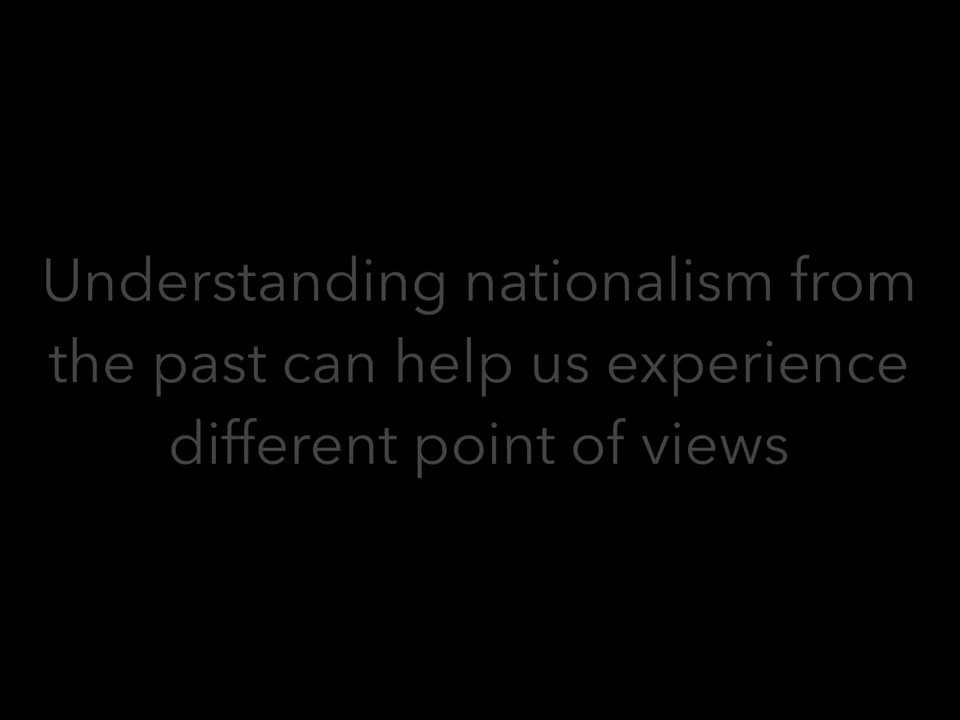 Understanding nationalism from
the past can help us experience
different point of views